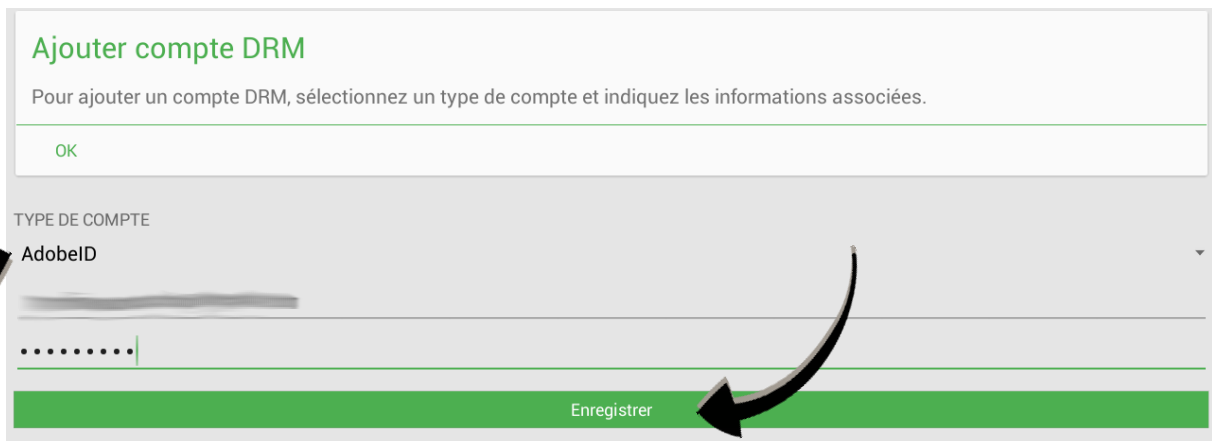 Ajouter compte DRM
Pour ajouter un compte DRM, sélectionnez un type de compte et indiquez les informations associées.
OK
TYPE DE COMPTE
AdobeID
•••••••••
Enregistrer